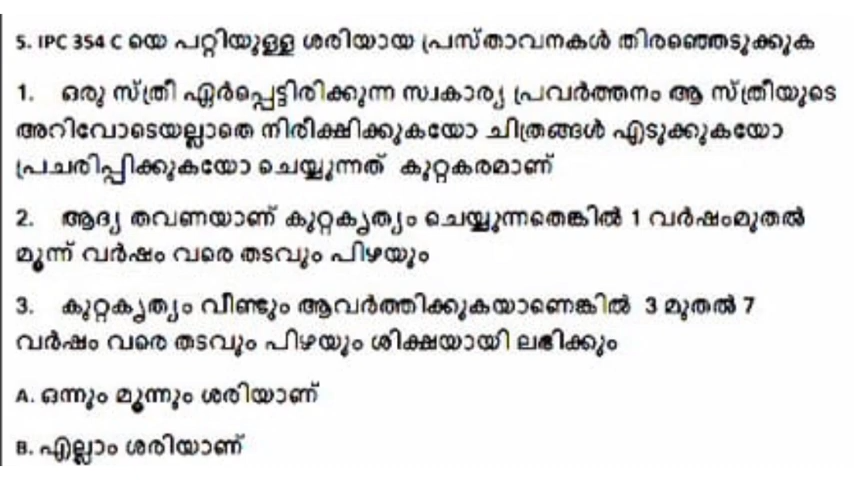 5. IPC 354 C യെ പറ്റിയുള്ള ശരിയായ പ്രസ്താവനകൾ തിരഞ്ഞെടുക്കുക
1. ഒരു സ്ത്രീ ഏർപ്പെട്ടിരിക്കുന്ന സ്വകാര്യ പ്രവർത്തനം ആ സ്ത്രീയുടെ
അറിവോടെയല്ലാതെ നിരീക്ഷിക്കുകയോ ചിത്രങ്ങൾ എടുക്കുകയോ
പ്രചരിപ്പിക്കുകയോ ചെയ്യുന്നത് കുറ്റകരമാണ്
2. ആദ്യ തവണയാണ് കുറ്റകൃത്യം ചെയ്യുന്നതെങ്കിൽ 1 വർഷംമുതൽ
മൂന്ന് വർഷം വരെ തടവും പിഴയും
3. കുറ്റകൃത്യം വീണ്ടും ആവർത്തിക്കുകയാണെങ്കിൽ 3 മുതൽ 7
വർഷം വരെ തടവും പിഴയും ശിക്ഷയായി ലഭിക്കും
A. ഒന്നും മൂന്നും ശരിയാണ്
B. എല്ലാം ശരിയാണ്